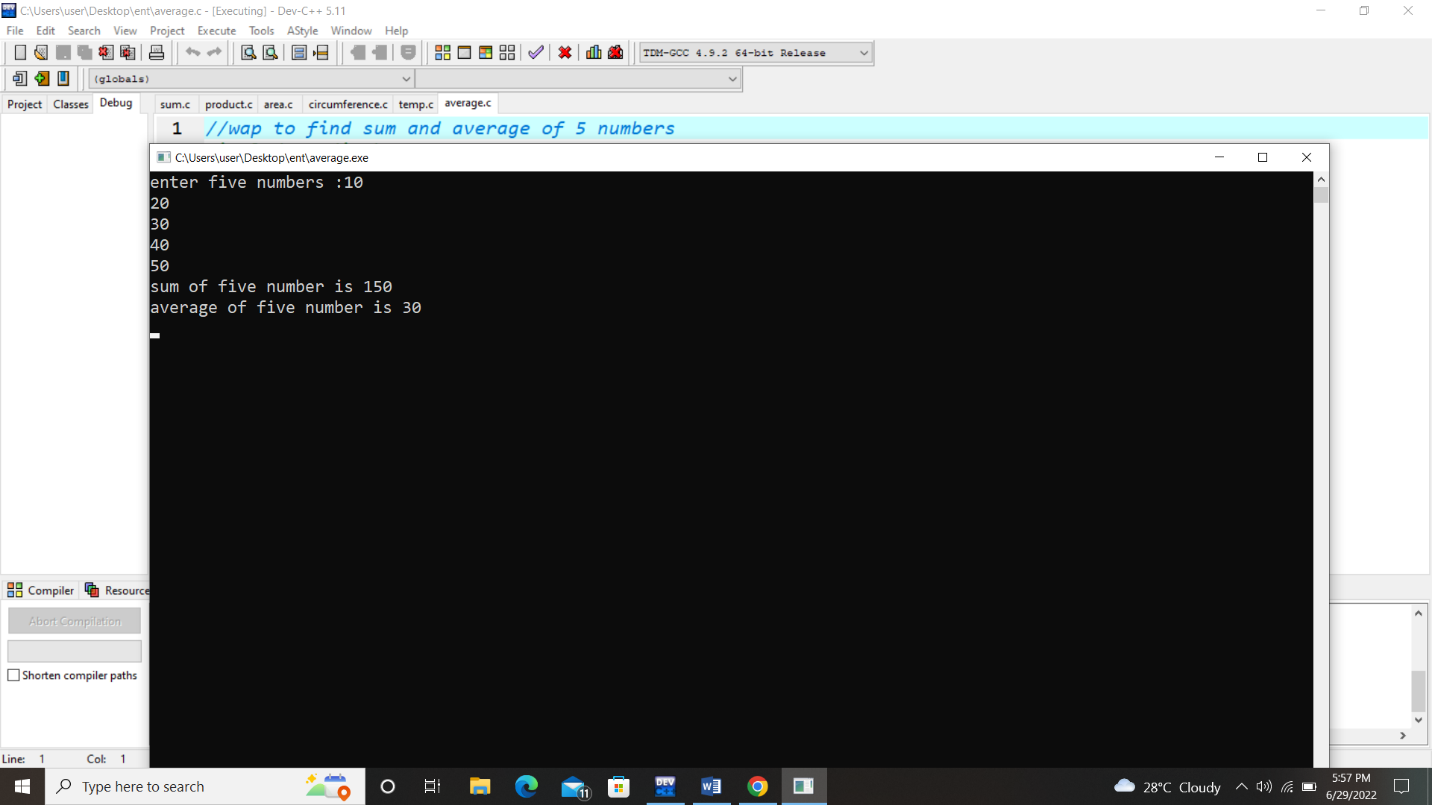 C:\Users\user\Desktop\ent\average.c - [Executing] - Dev-C++ 5.11
File Edit Search View Project Execute Tools AStyle Window Help
TDM-GCC 4.9.2 64-bit Release
(globals)
Project Classes Debug sum.c product.c area.c circumference.c temp.c average.c
1 //wap to find sum and average of 5 numbers
C:\Users\user\Desktop\ent\average.exe
enter five numbers :10
20
30
40
50
sum of five number is 150
average of five number is 30
Compiler Resource
Abort Compilation
Shorten compiler paths
Line: 1 Col: 1
Type here to search
11
DEV
W
28°C Cloudy
5:57 PM
6/29/2022